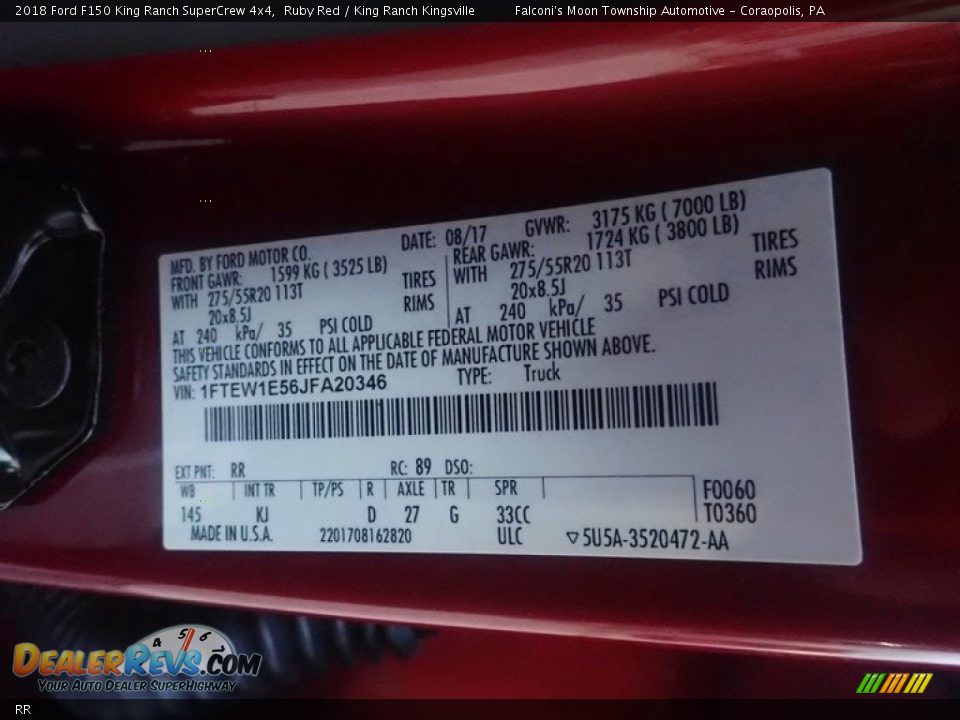 2018 Ford F150 King Ranch SuperCrew 4x4, Ruby Red / King Ranch Kingsville Falconi's Moon Township Automotive - Coraopolis, PA
MFD. BY FORD MOTOR CO. DATE: 08/17 GVWR: 3175 KG ( 7000 LB)
FRONT GAWR: 1599 KG ( 3525 LB) REAR GAWR: 1724 KG ( 3800 LB)
WITH 275/55R20 113T TIRES WITH 275/55R20 113T TIRES
20x8.5J RIMS 20x8.5J RIMS
AT 240 kPa/ 35 PSI COLD AT 240 kPa/ 35 PSI COLD
THIS VEHICLE CONFORMS TO ALL APPLICABLE FEDERAL MOTOR VEHICLE
SAFETY STANDARDS IN EFFECT ON THE DATE OF MANUFACTURE SHOWN ABOVE.
VIN: 1FTEW1E56JFA20346 TYPE: Truck
EXT PNT: RR RC: 89 DSO:
WB INT TR TP/PS R AXLE TR SPR F0060
145 KJ D 27 G 33CC T0360
MADE IN U.S.A. 2201708162820 ULC ▽5U5A-3520472-AA
4 5 6
DEALERREVS.COM
YOUR AUTO DEALER SUPERHIGHWAY
RR